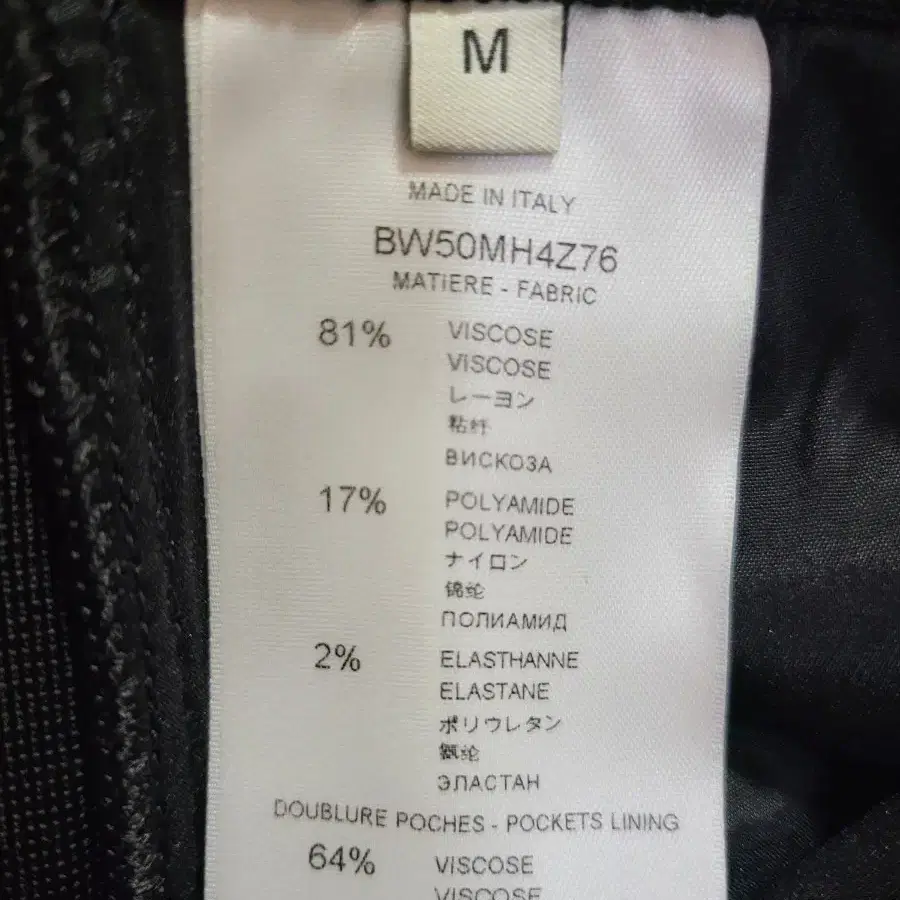 M
MADE IN ITALY
BW50MH4Z76
MATIERE - FABRIC
81% VISCOSE
VISCOSE
レーヨン
粘纤
ВИСКОЗА
17% POLYAMIDE
POLYAMIDE
ナイロン
锦纶
ПОЛИАМИД
2% ELASTHANNE
ELASTANE
ポリウレタン
氨纶
ЭЛАСТАН
DOUBLURE POCHES - POCKETS LINING
64% VISCOSE
VISCOSE